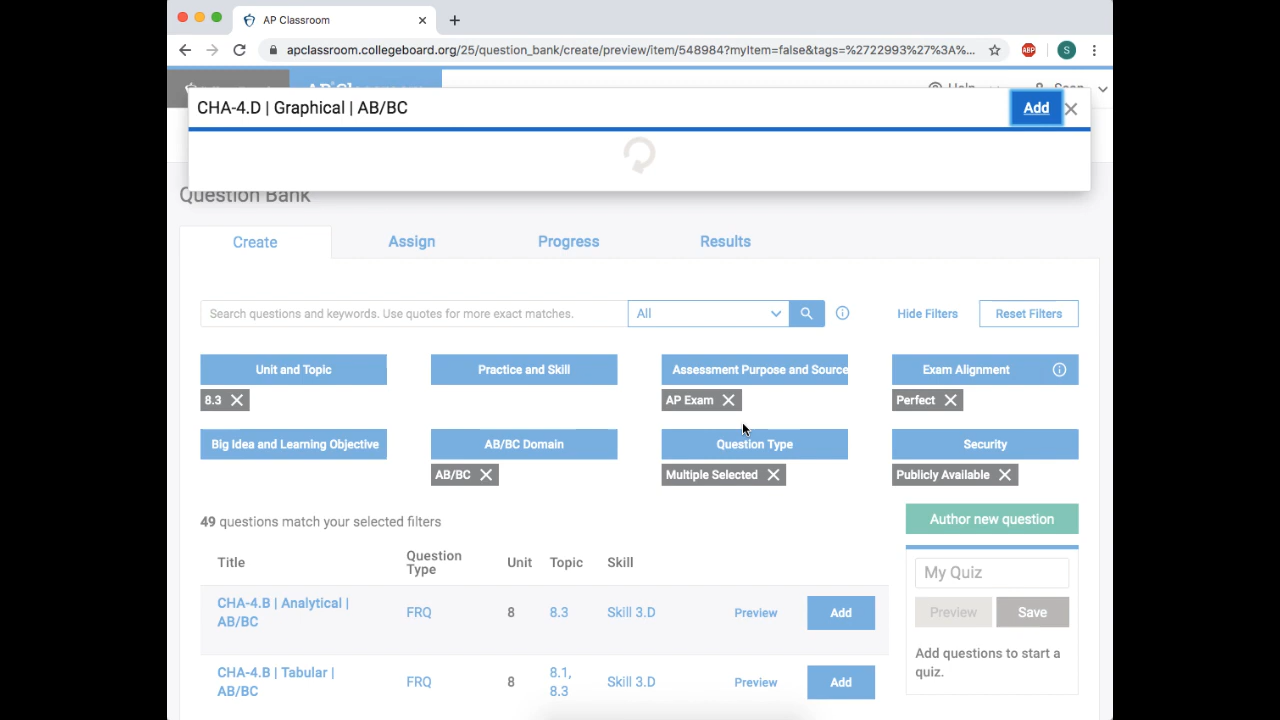 AP Classroom
apclassroom.collegeboard.org/25/question_bank/create/preview/item/548984?myItem=false&tags=%2722993%27%3A%...
ABP
S
CHA-4.D | Graphical | AB/BC
Add
Question Bank
Create
Assign
Progress
Results
Search questions and keywords. Use quotes for more exact matches.
All
Hide Filters
Reset Filters
Unit and Topic
Practice and Skill
Assessment Purpose and Source
Exam Alignment
8.3
AP Exam
Perfect
Big Idea and Learning Objective
AB/BC Domain
Question Type
Security
AB/BC
Multiple Selected
Publicly Available
49 questions match your selected filters
Author new question
Title
Question Type
Unit
Topic
Skill
My Quiz
Preview
Save
Add questions to start a
quiz.
CHA-4.B | Analytical |
AB/BC
FRQ
8
8.3
Skill 3.D
Preview
Add
CHA-4.B | Tabular |
AB/BC
FRQ
8
8.1,
8.3
Skill 3.D
Preview
Add